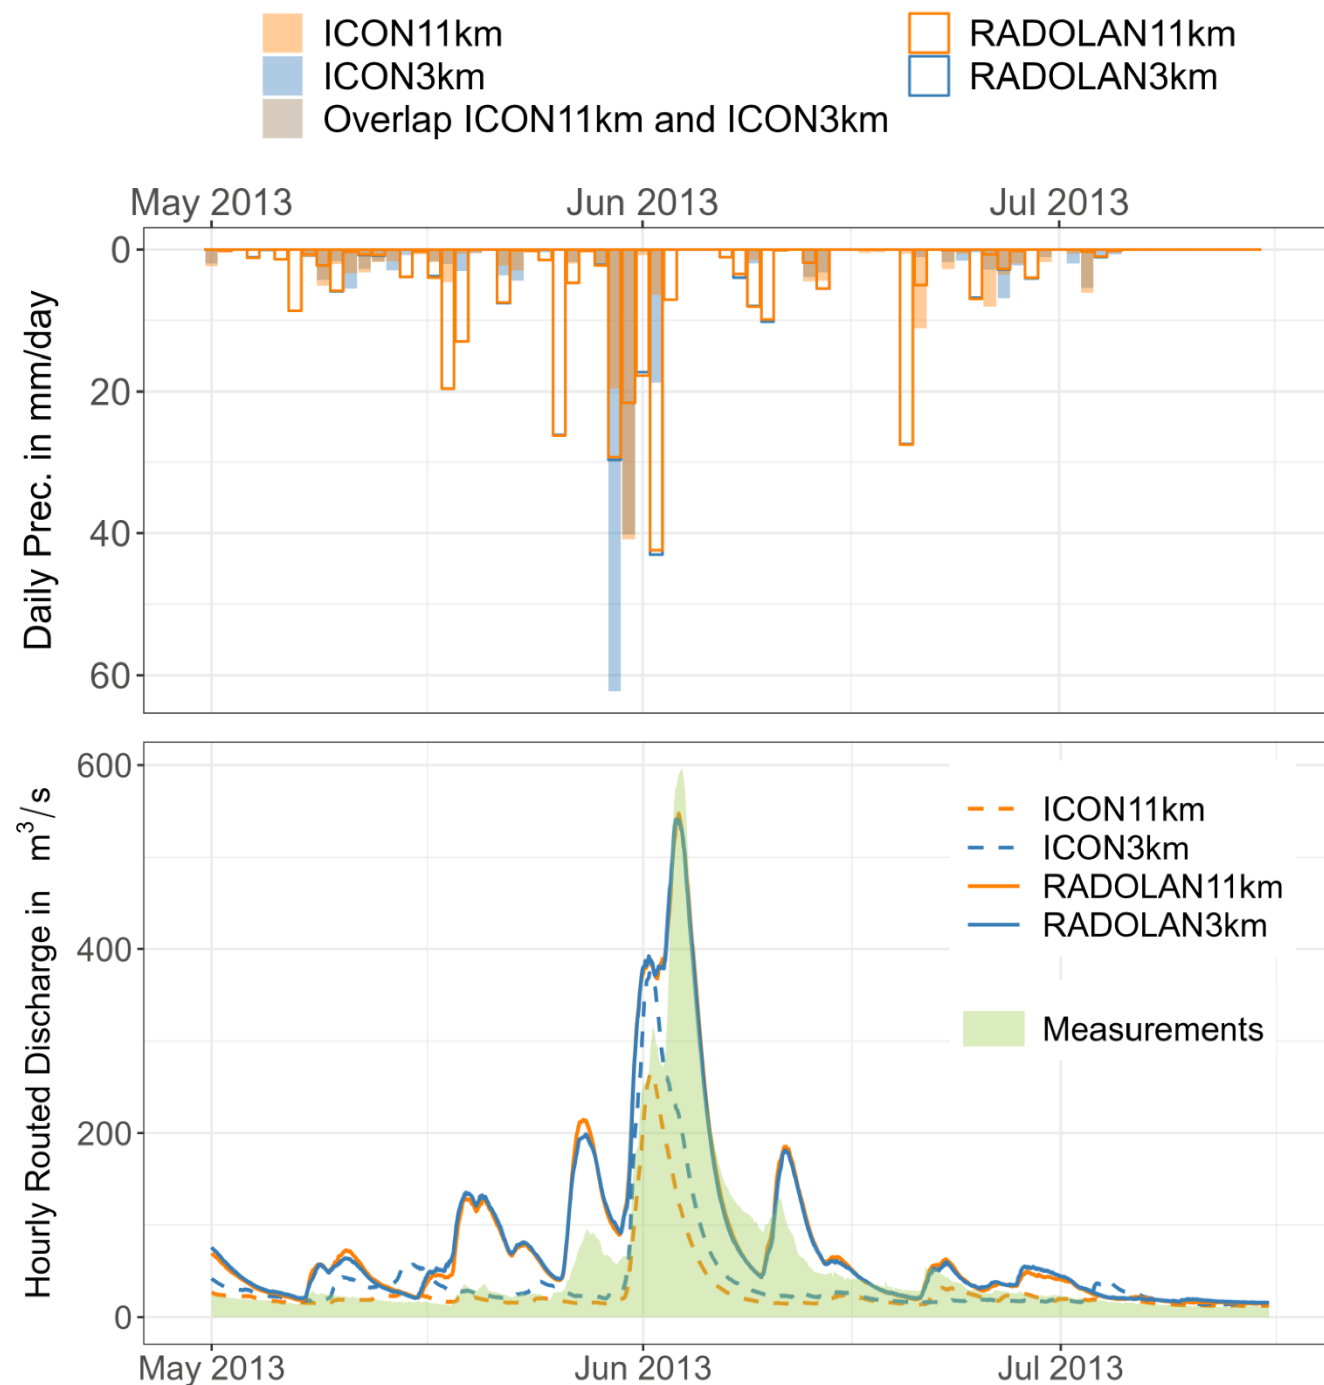 ICON11km
ICON3km
Overlap ICON11km and ICON3km
RADOLAN11km
RADOLAN3km
May 2013
Jun 2013
Jul 2013
Daily Prec. in mm/day
0
20
40
60
Hourly Routed Discharge in m³/s
600
400
200
0
ICON11km
ICON3km
RADOLAN11km
RADOLAN3km
Measurements
May 2013
Jun 2013
Jul 2013